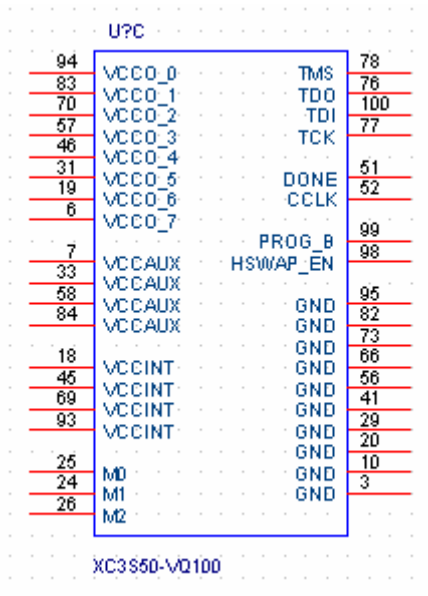 U?C
94 VCCO_0 TMS 78
83 VCCO_1 TDO 76
70 VCCO_2 TDI 100
57 VCCO_3 TCK 77
46 VCCO_4
31 VCCO_5 DONE 51
19 VCCO_6 CCLK 52
6 VCCO_7
PROG_B 99
7 VCCAUX HSWAP_EN 98
33 VCCAUX
58 VCCAUX GND 95
84 VCCAUX GND 82
GND 73
18 VCCINT GND 66
45 VCCINT GND 56
69 VCCINT GND 41
93 VCCINT GND 29
GND 20
25 M0 GND 10
24 M1 GND 3
26 M2
XC3S50-VQ100